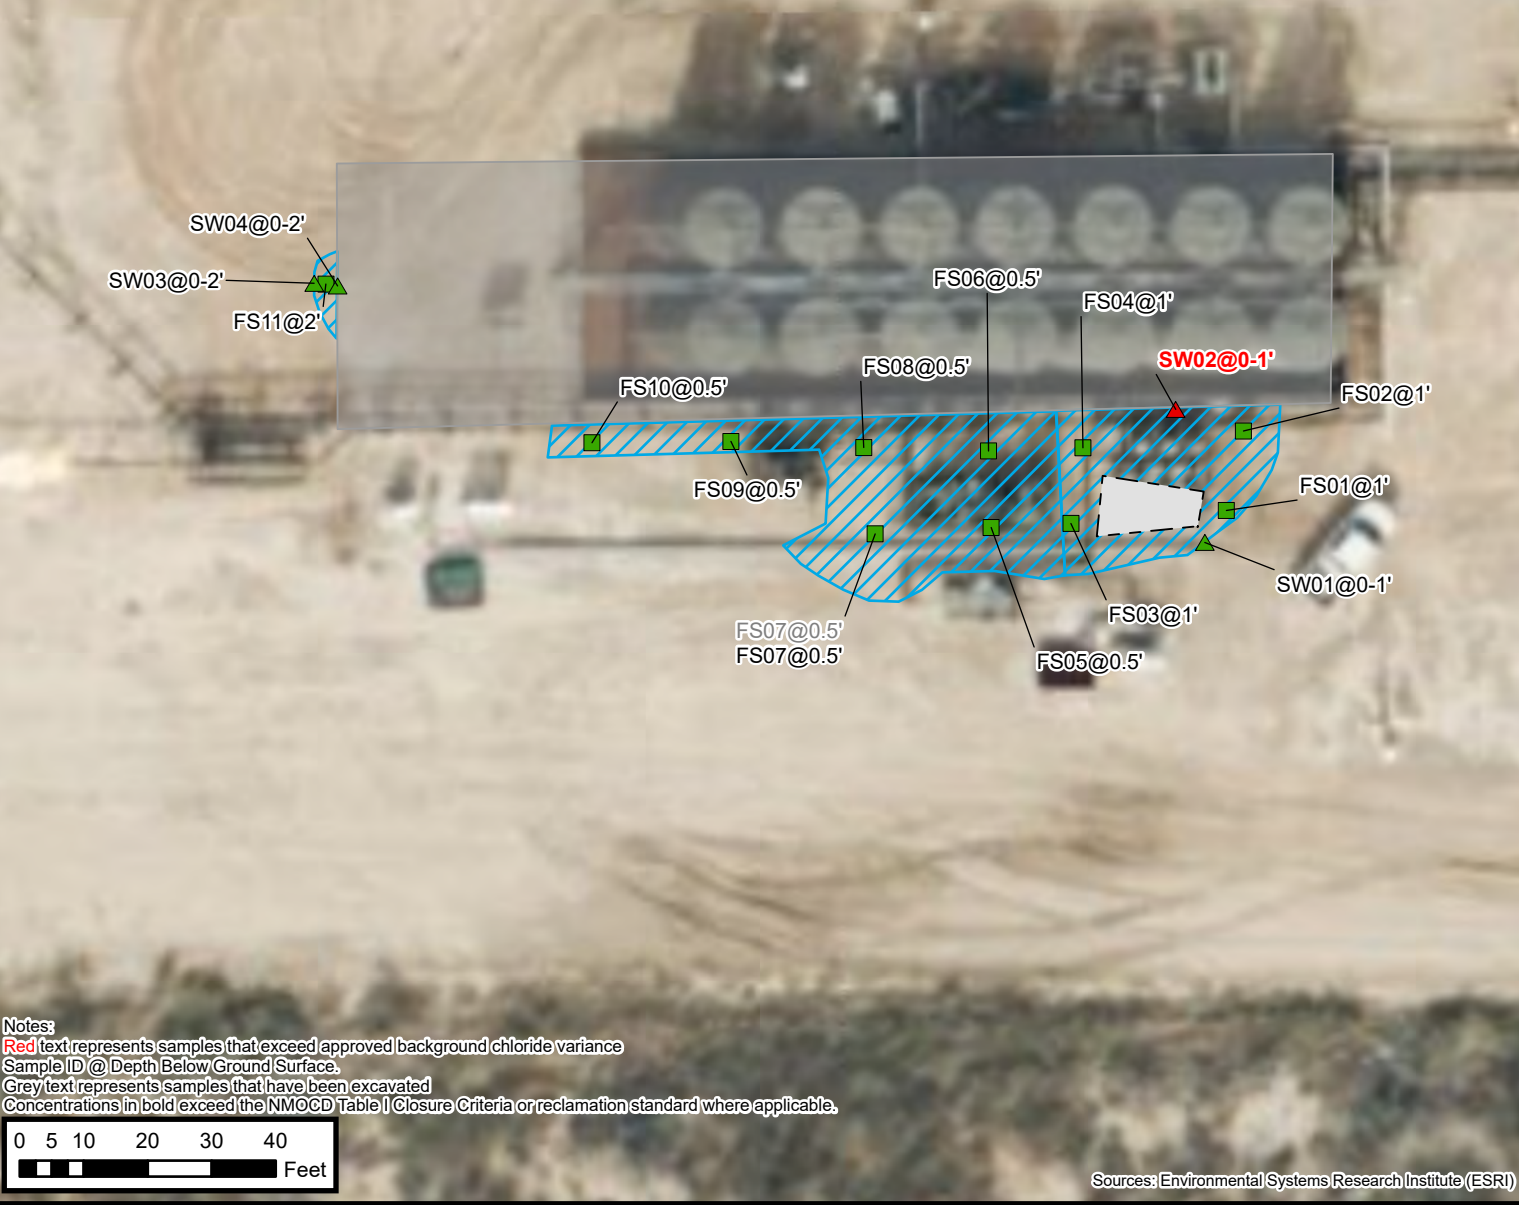 SW04@0-2'
SW03@0-2'
FS11@2'
FS06@0.5'
FS04@1'
SW02@0-1'
FS08@0.5'
FS10@0.5'
FS02@1'
FS09@0.5'
FS01@1'
SW01@0-1'
FS03@1'
FS07@0.5'
FS07@0.5'
FS05@0.5'
Notes:
Red text represents samples that exceed approved background chloride variance
Sample ID @ Depth Below Ground Surface.
Grey text represents samples that have been excavated
Concentrations in bold exceed the NMOCD Table I Closure Criteria or reclamation standard where applicable.
0 5 10 20 30 40
Feet
Sources: Environmental Systems Research Institute (ESRI)